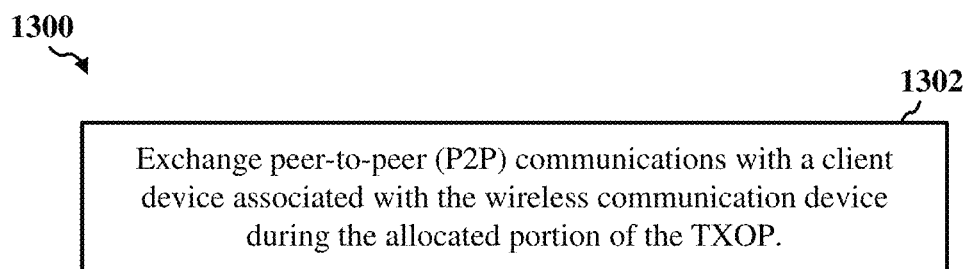 1300
1302
Exchange peer-to-peer (P2P) communications with a client
device associated with the wireless communication device
during the allocated portion of the TXOP.